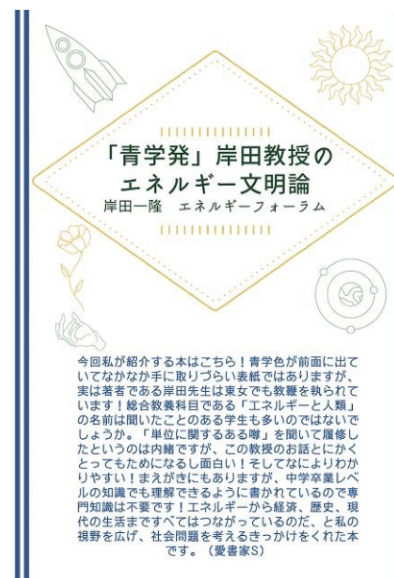 「青学発」岸田教授の
エネルギー文明論
岸田一隆　エネルギーフォーラム
今回私が紹介する本はこちら！青学色が前面に出て
いてなかなか手に取りづらい表紙ではありますが、
実は著者である岸田先生は東女でも教鞭を執られて
います！総合教養科目である「エネルギーと人類」
の名前は聞いたことのある学生も多いのではないで
しょうか。「単位に関するある噂」を聞いて履修し
たというのは内緒ですが、この教授のお話とにかく
とってもためになるし面白い！そしてなによりわか
りやすい！まえがきにもありますが、中学卒業レベ
ルの知識でも理解できるように書かれているので専
門知識は不要です！エネルギーから経済、歴史、現
代の生活まですべてはつながっているのだ、と私の
視野を広げ、社会問題を考えるきっかけをくれた本
です。（愛書家S）